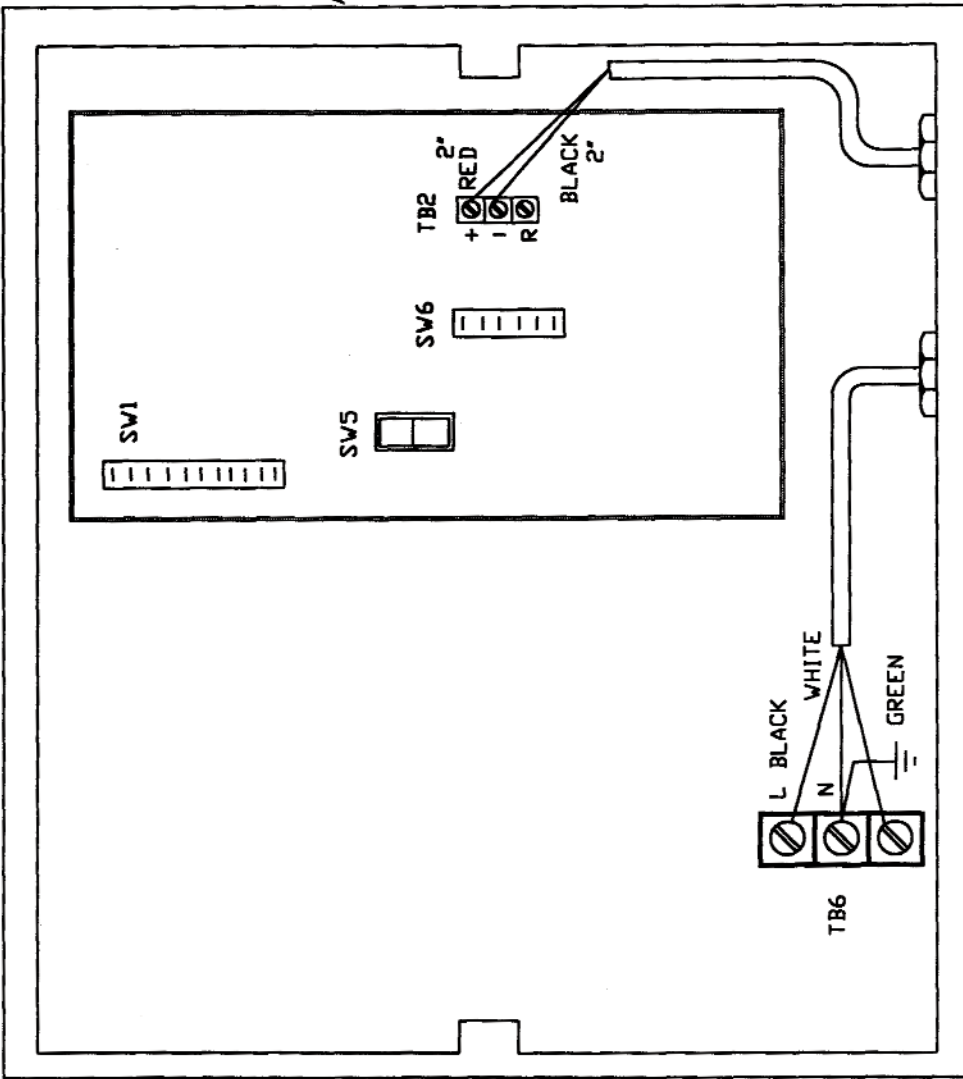 2" 
RED
BLACK
2"
TB2
+
-
R
SW6
SW1
SW5
WHITE
L BLACK
N
GREEN
TB6